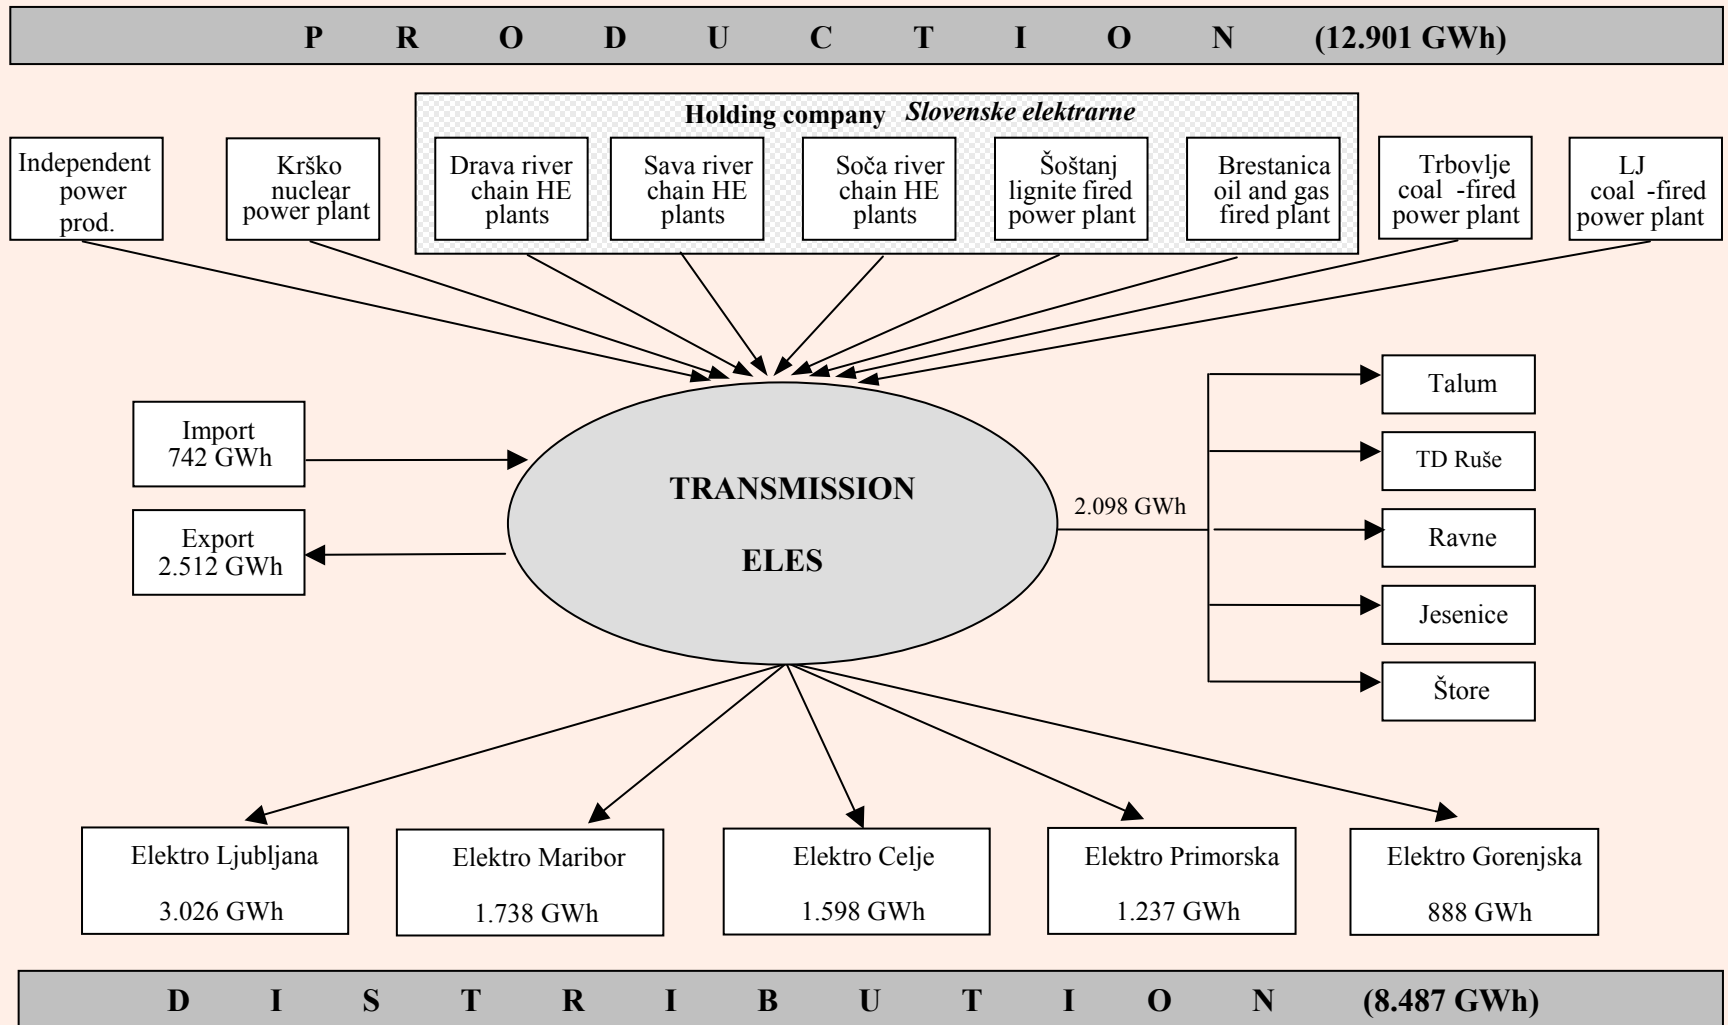 P R O D U C T I O N (12.901 GWh)
Holding company Slovenske elektrarne
Independent
power
prod.
Krško
nuclear
power plant
Drava river
chain HE
plants
Sava river
chain HE
plants
Soča river
chain HE
plants
Šoštanj
lignite fired
power plant
Brestanica
oil and gas
fired plant
Trbovlje
coal -fired
power plant
LJ
coal -fired
power plant
Import
742 GWh
Export
2.512 GWh
TRANSMISSION
ELES
2.098 GWh
Talum
TD Ruše
Ravne
Jesenice
Štore
Elektro Ljubljana
3.026 GWh
Elektro Maribor
1.738 GWh
Elektro Celje
1.598 GWh
Elektro Primorska
1.237 GWh
Elektro Gorenjska
888 GWh
D I S T R I B U T I O N (8.487 GWh)